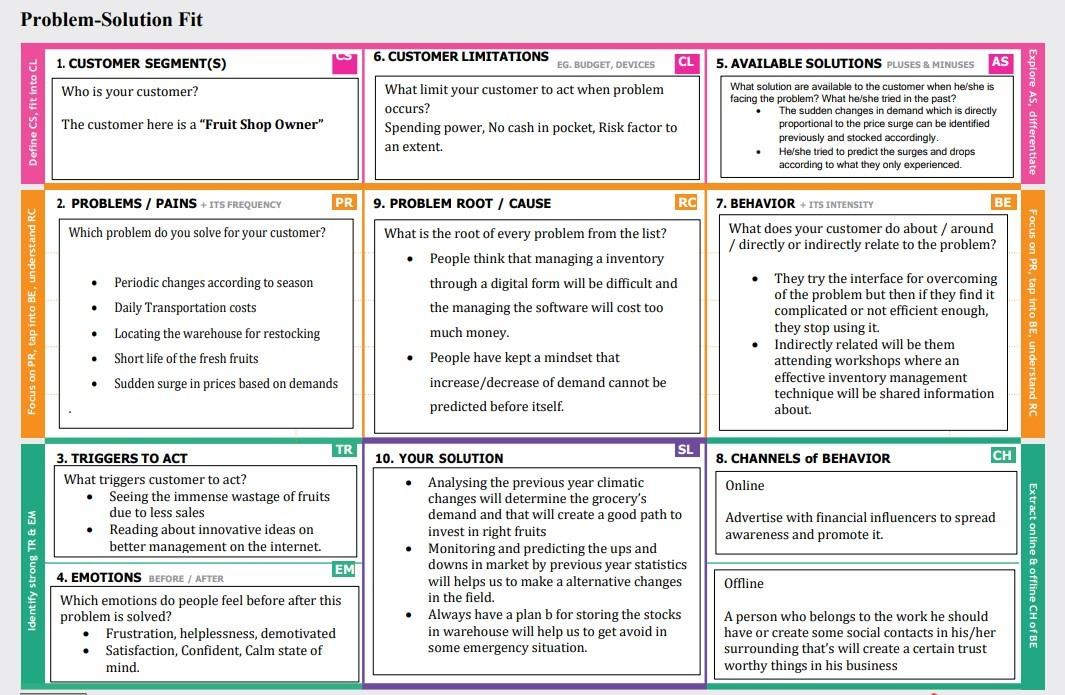 Problem-Solution Fit
Define CS, fit into CL
1. CUSTOMER SEGMENT(S)
CS
Who is your customer?
The customer here is a “Fruit Shop Owner”
6. CUSTOMER LIMITATIONS EG. BUDGET, DEVICES
CL
What limit your customer to act when problem
occurs?
Spending power, No cash in pocket, Risk factor to
an extent.
5. AVAILABLE SOLUTIONS PLUSES & MINUSES
AS
What solution are available to the customer when he/she is
facing the problem? What he/she tried in the past?
• The sudden changes in demand which is directly
proportional to the price surge can be identified
previously and stocked accordingly.
• He/she tried to predict the surges and drops
according to what they only experienced.
Explore AS, differentiate
Focus on PR, tap into BE, understand RC
2. PROBLEMS / PAINS + ITS FREQUENCY
PR
Which problem do you solve for your customer?
• Periodic changes according to season
• Daily Transportation costs
• Locating the warehouse for restocking
• Short life of the fresh fruits
• Sudden surge in prices based on demands
.
9. PROBLEM ROOT / CAUSE
RC
What is the root of every problem from the list?
• People think that managing a inventory
through a digital form will be difficult and
the managing the software will cost too
much money.
• People have kept a mindset that
increase/decrease of demand cannot be
predicted before itself.
7. BEHAVIOR + ITS INTENSITY
BE
What does your customer do about / around
/ directly or indirectly relate to the problem?
• They try the interface for overcoming
of the problem but then if they find it
complicated or not efficient enough,
they stop using it.
• Indirectly related will be them
attending workshops where an
effective inventory management
technique will be shared information
about.
Focus on PR, tap into BE, understand RC
Identify strong TR & EM
3. TRIGGERS TO ACT
TR
What triggers customer to act?
• Seeing the immense wastage of fruits
due to less sales
• Reading about innovative ideas on
better management on the internet.
4. EMOTIONS BEFORE / AFTER
EM
Which emotions do people feel before after this
problem is solved?
• Frustration, helplessness, demotivated
• Satisfaction, Confident, Calm state of
mind.
10. YOUR SOLUTION
SL
• Analysing the previous year climatic
changes will determine the grocery’s
demand and that will create a good path to
invest in right fruits
• Monitoring and predicting the ups and
downs in market by previous year statistics
will helps us to make a alternative changes
in the field.
• Always have a plan b for storing the stocks
in warehouse will help us to get avoid in
some emergency situation.
8. CHANNELS of BEHAVIOR
CH
Online
Advertise with financial influencers to spread
awareness and promote it.
Offline
A person who belongs to the work he should
have or create some social contacts in his/her
surrounding that’s will create a certain trust
worthy things in his business
Extract online & offline CH of BE